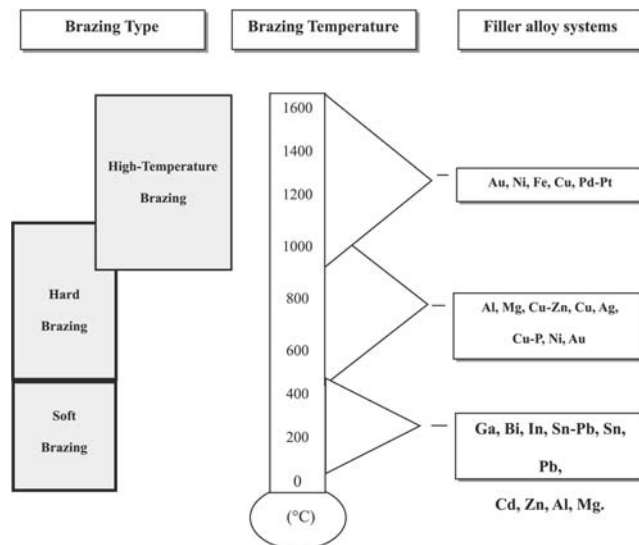 Brazing Type
Brazing Temperature
Filler alloy systems
High-Temperature
Brazing
Hard
Brazing
Soft
Brazing
1600
1400
1200
1000
800
600
400
200
0
(°C)
Au, Ni, Fe, Cu, Pd-Pt
Al, Mg, Cu-Zn, Cu, Ag,
Cu-P, Ni, Au
Ga, Bi, In, Sn-Pb, Sn,
Pb,
Cd, Zn, Al, Mg.